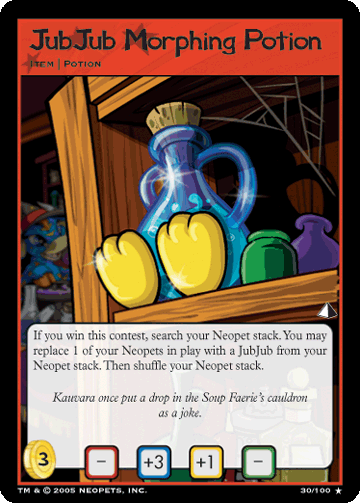 JubJub Morphing Potion
Item | Potion
If you win this contest, search your Neopet stack. You may
replace 1 of your Neopets in play with a JubJub from your
Neopet stack. Then shuffle your Neopet stack.
Kauvara once put a drop in the Soup Faerie's cauldron
as a joke.
3
– +3 +1 –
TM & © 2005 NEOPETS, INC. 30/100 ★